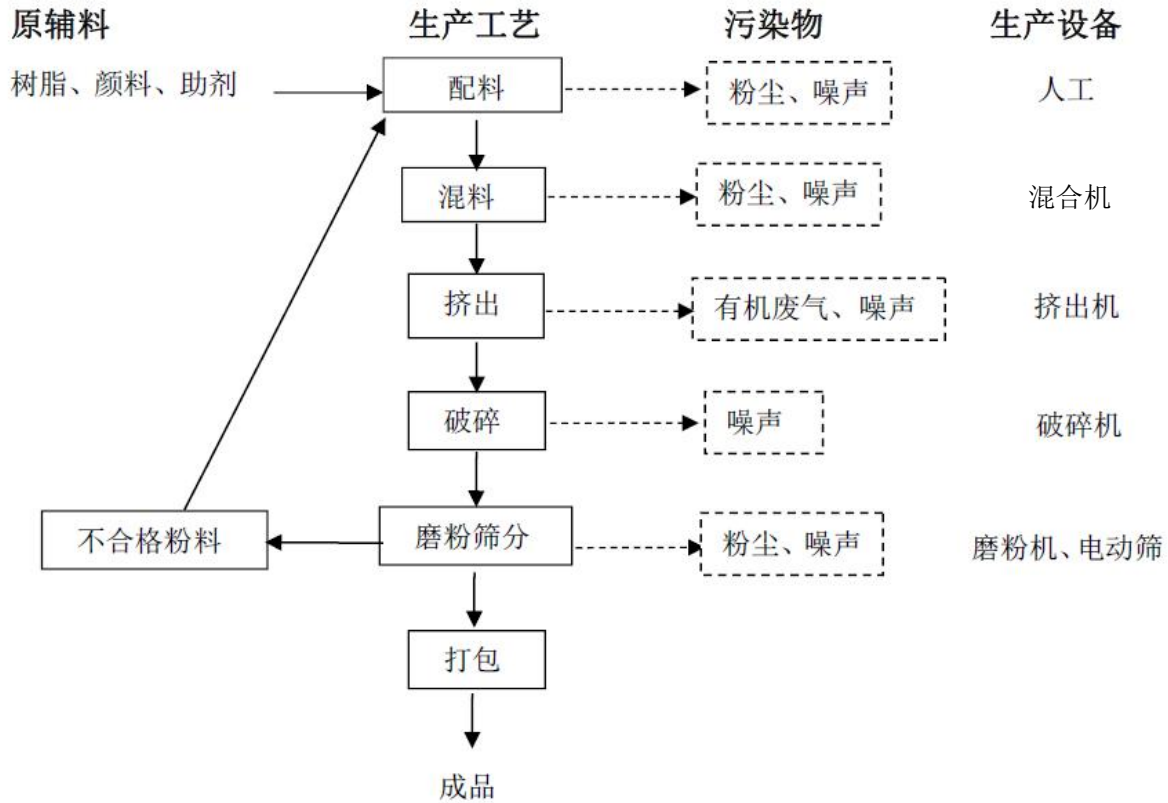 原辅料 生产工艺 污染物 生产设备
树脂、颜料、助剂 配料 粉尘、噪声 人工
混料 粉尘、噪声 混合机
挤出 有机废气、噪声 挤出机
破碎 噪声 破碎机
不合格粉料 磨粉筛分 粉尘、噪声 磨粉机、电动筛
打包
成品